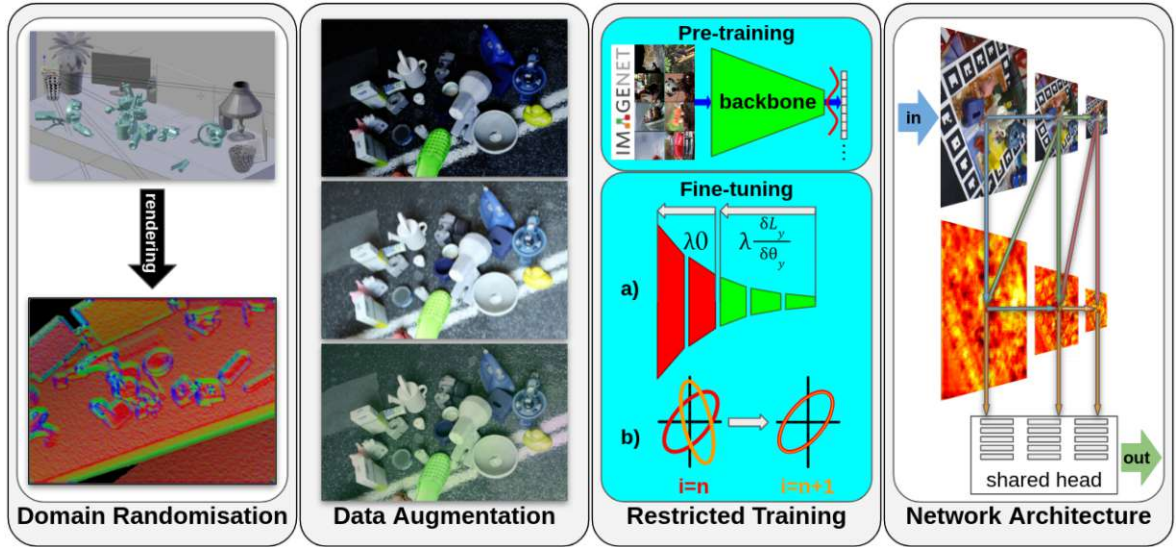 rendering
Domain Randomisation
Data Augmentation
Pre-training
IMAGENET
backbone
Fine-tuning
λ0
λ δL_y / δθ_y
a)
b)
i=n
i=n+1
Restricted Training
in
shared head
out
Network Architecture